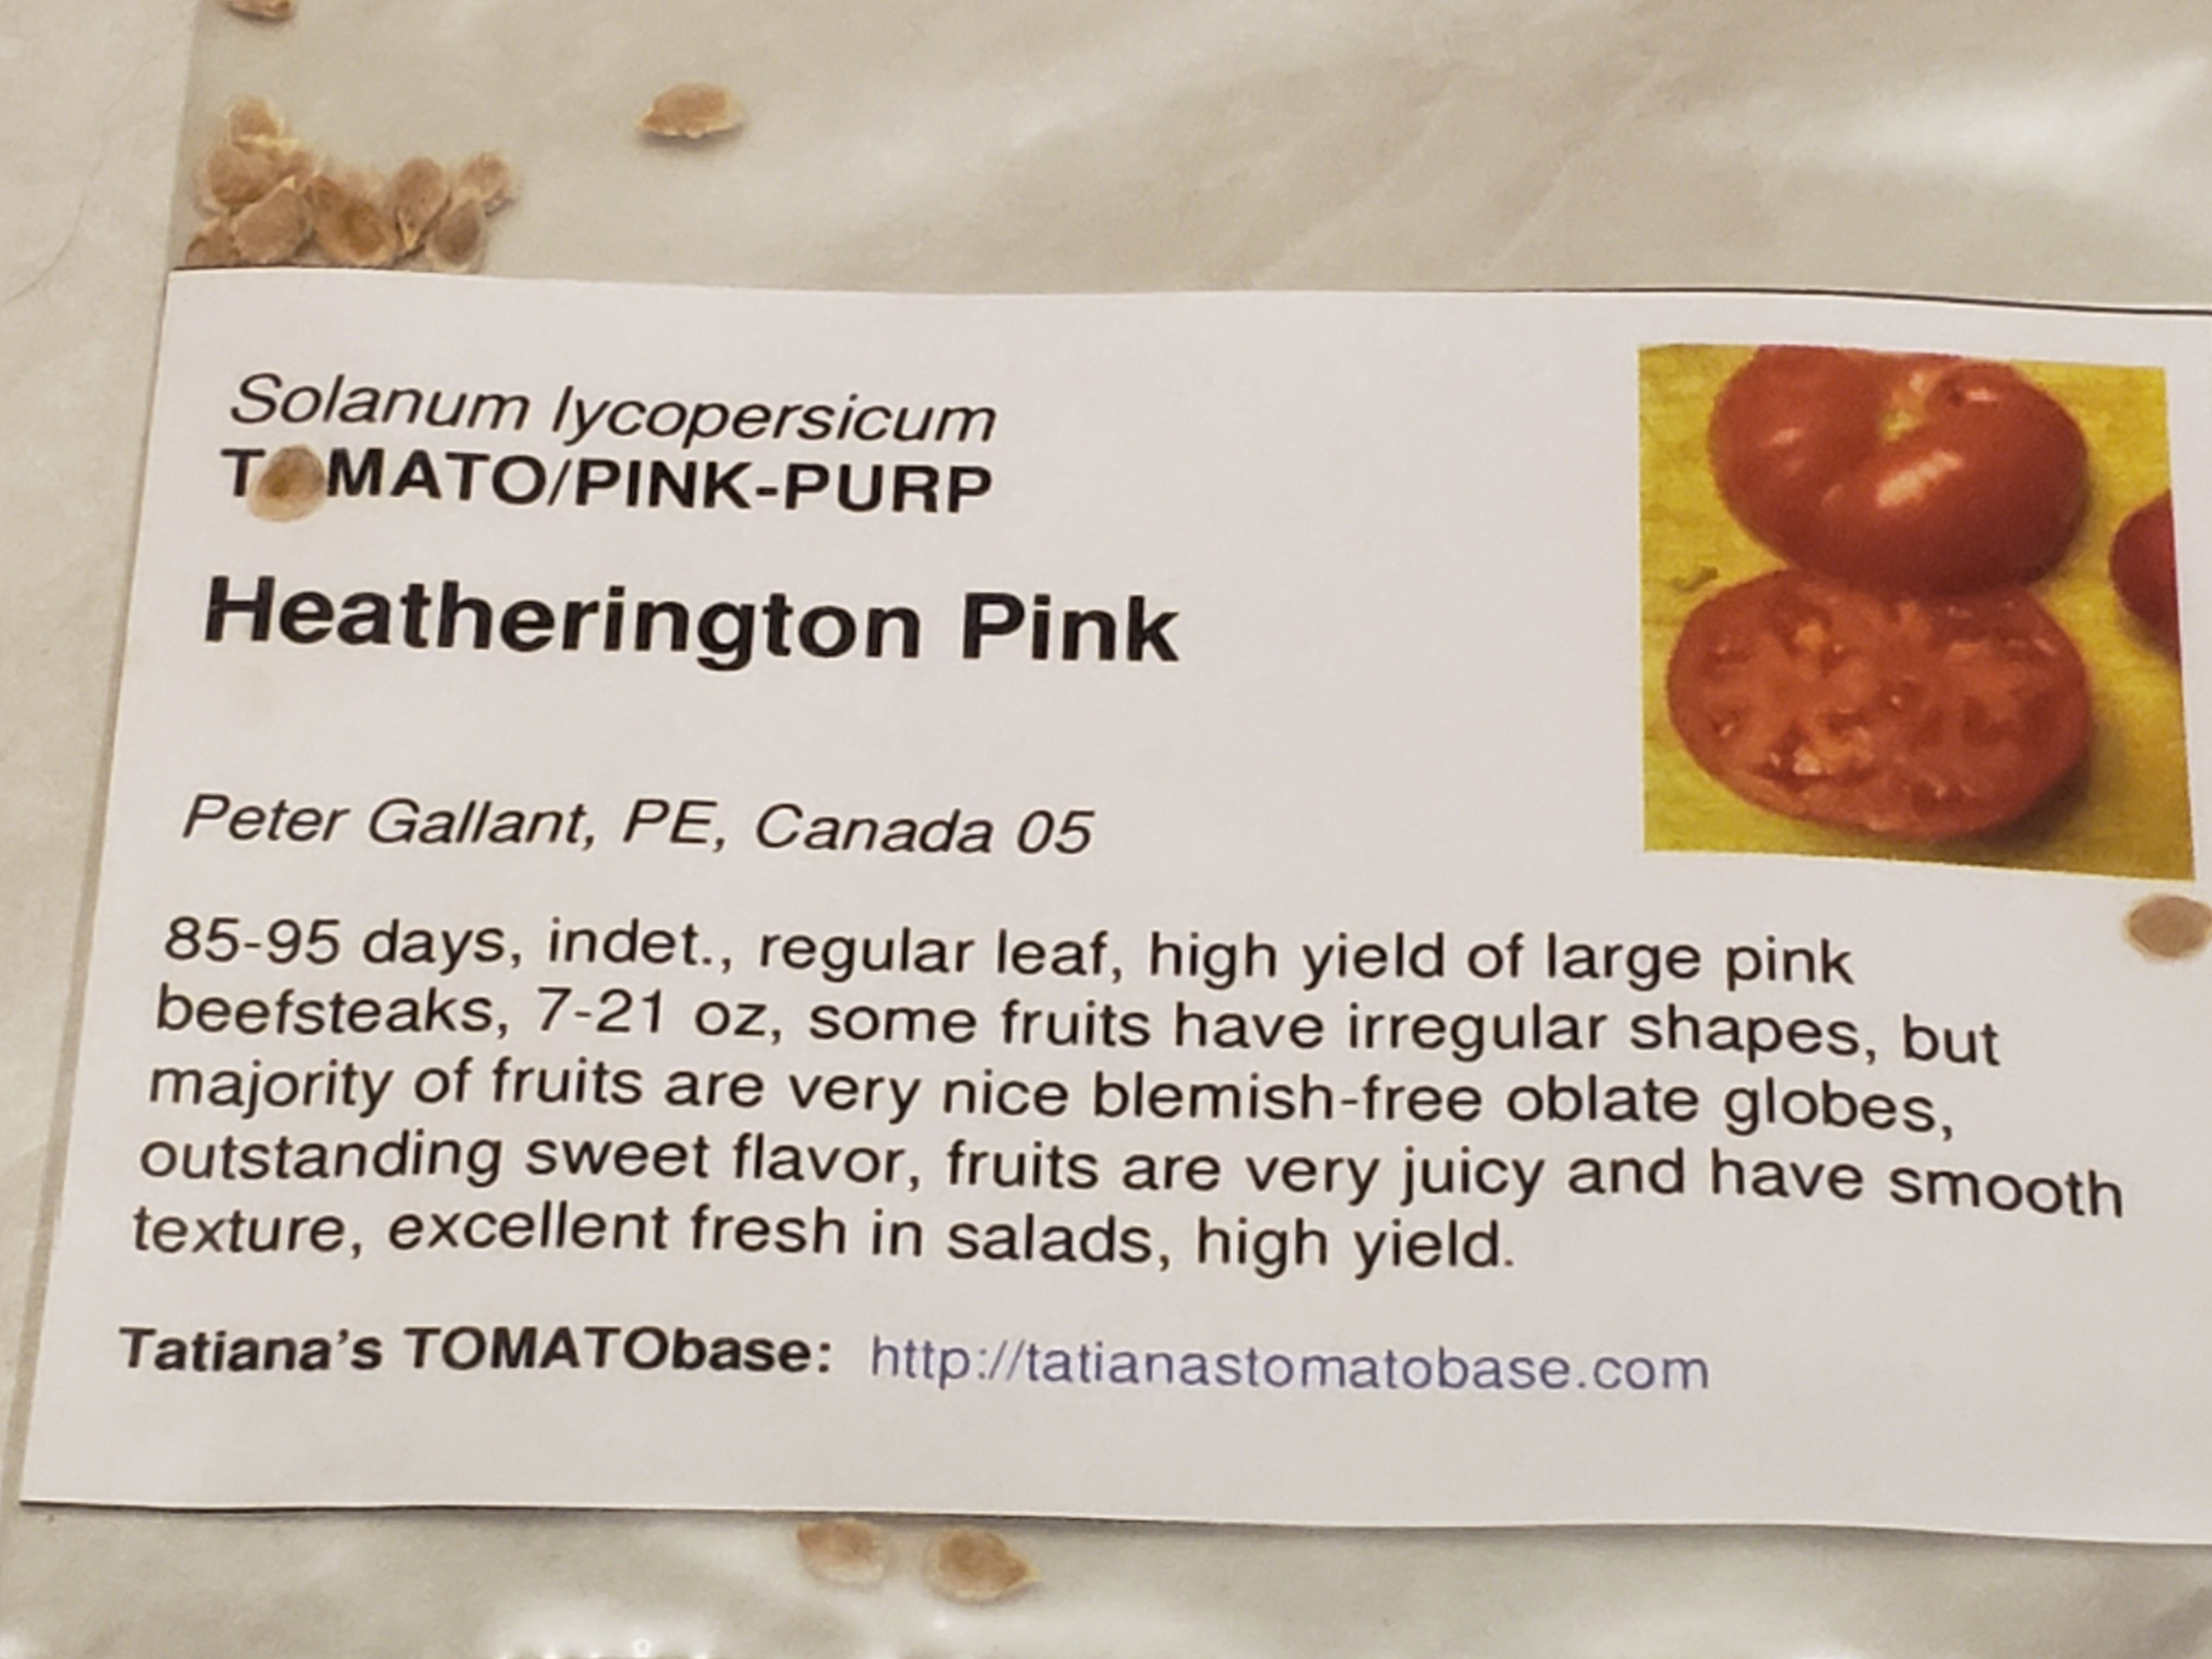 Solanum lycopersicum
TOMATO/PINK-PURP
Heatherington Pink
Peter Gallant, PE, Canada 05
85-95 days, indet., regular leaf, high yield of large pink
beefsteaks, 7-21 oz, some fruits have irregular shapes, but
majority of fruits are very nice blemish-free oblate globes,
outstanding sweet flavor, fruits are very juicy and have smooth
texture, excellent fresh in salads, high yield.
Tatiana's TOMATObase: http://tatianastomatobase.com